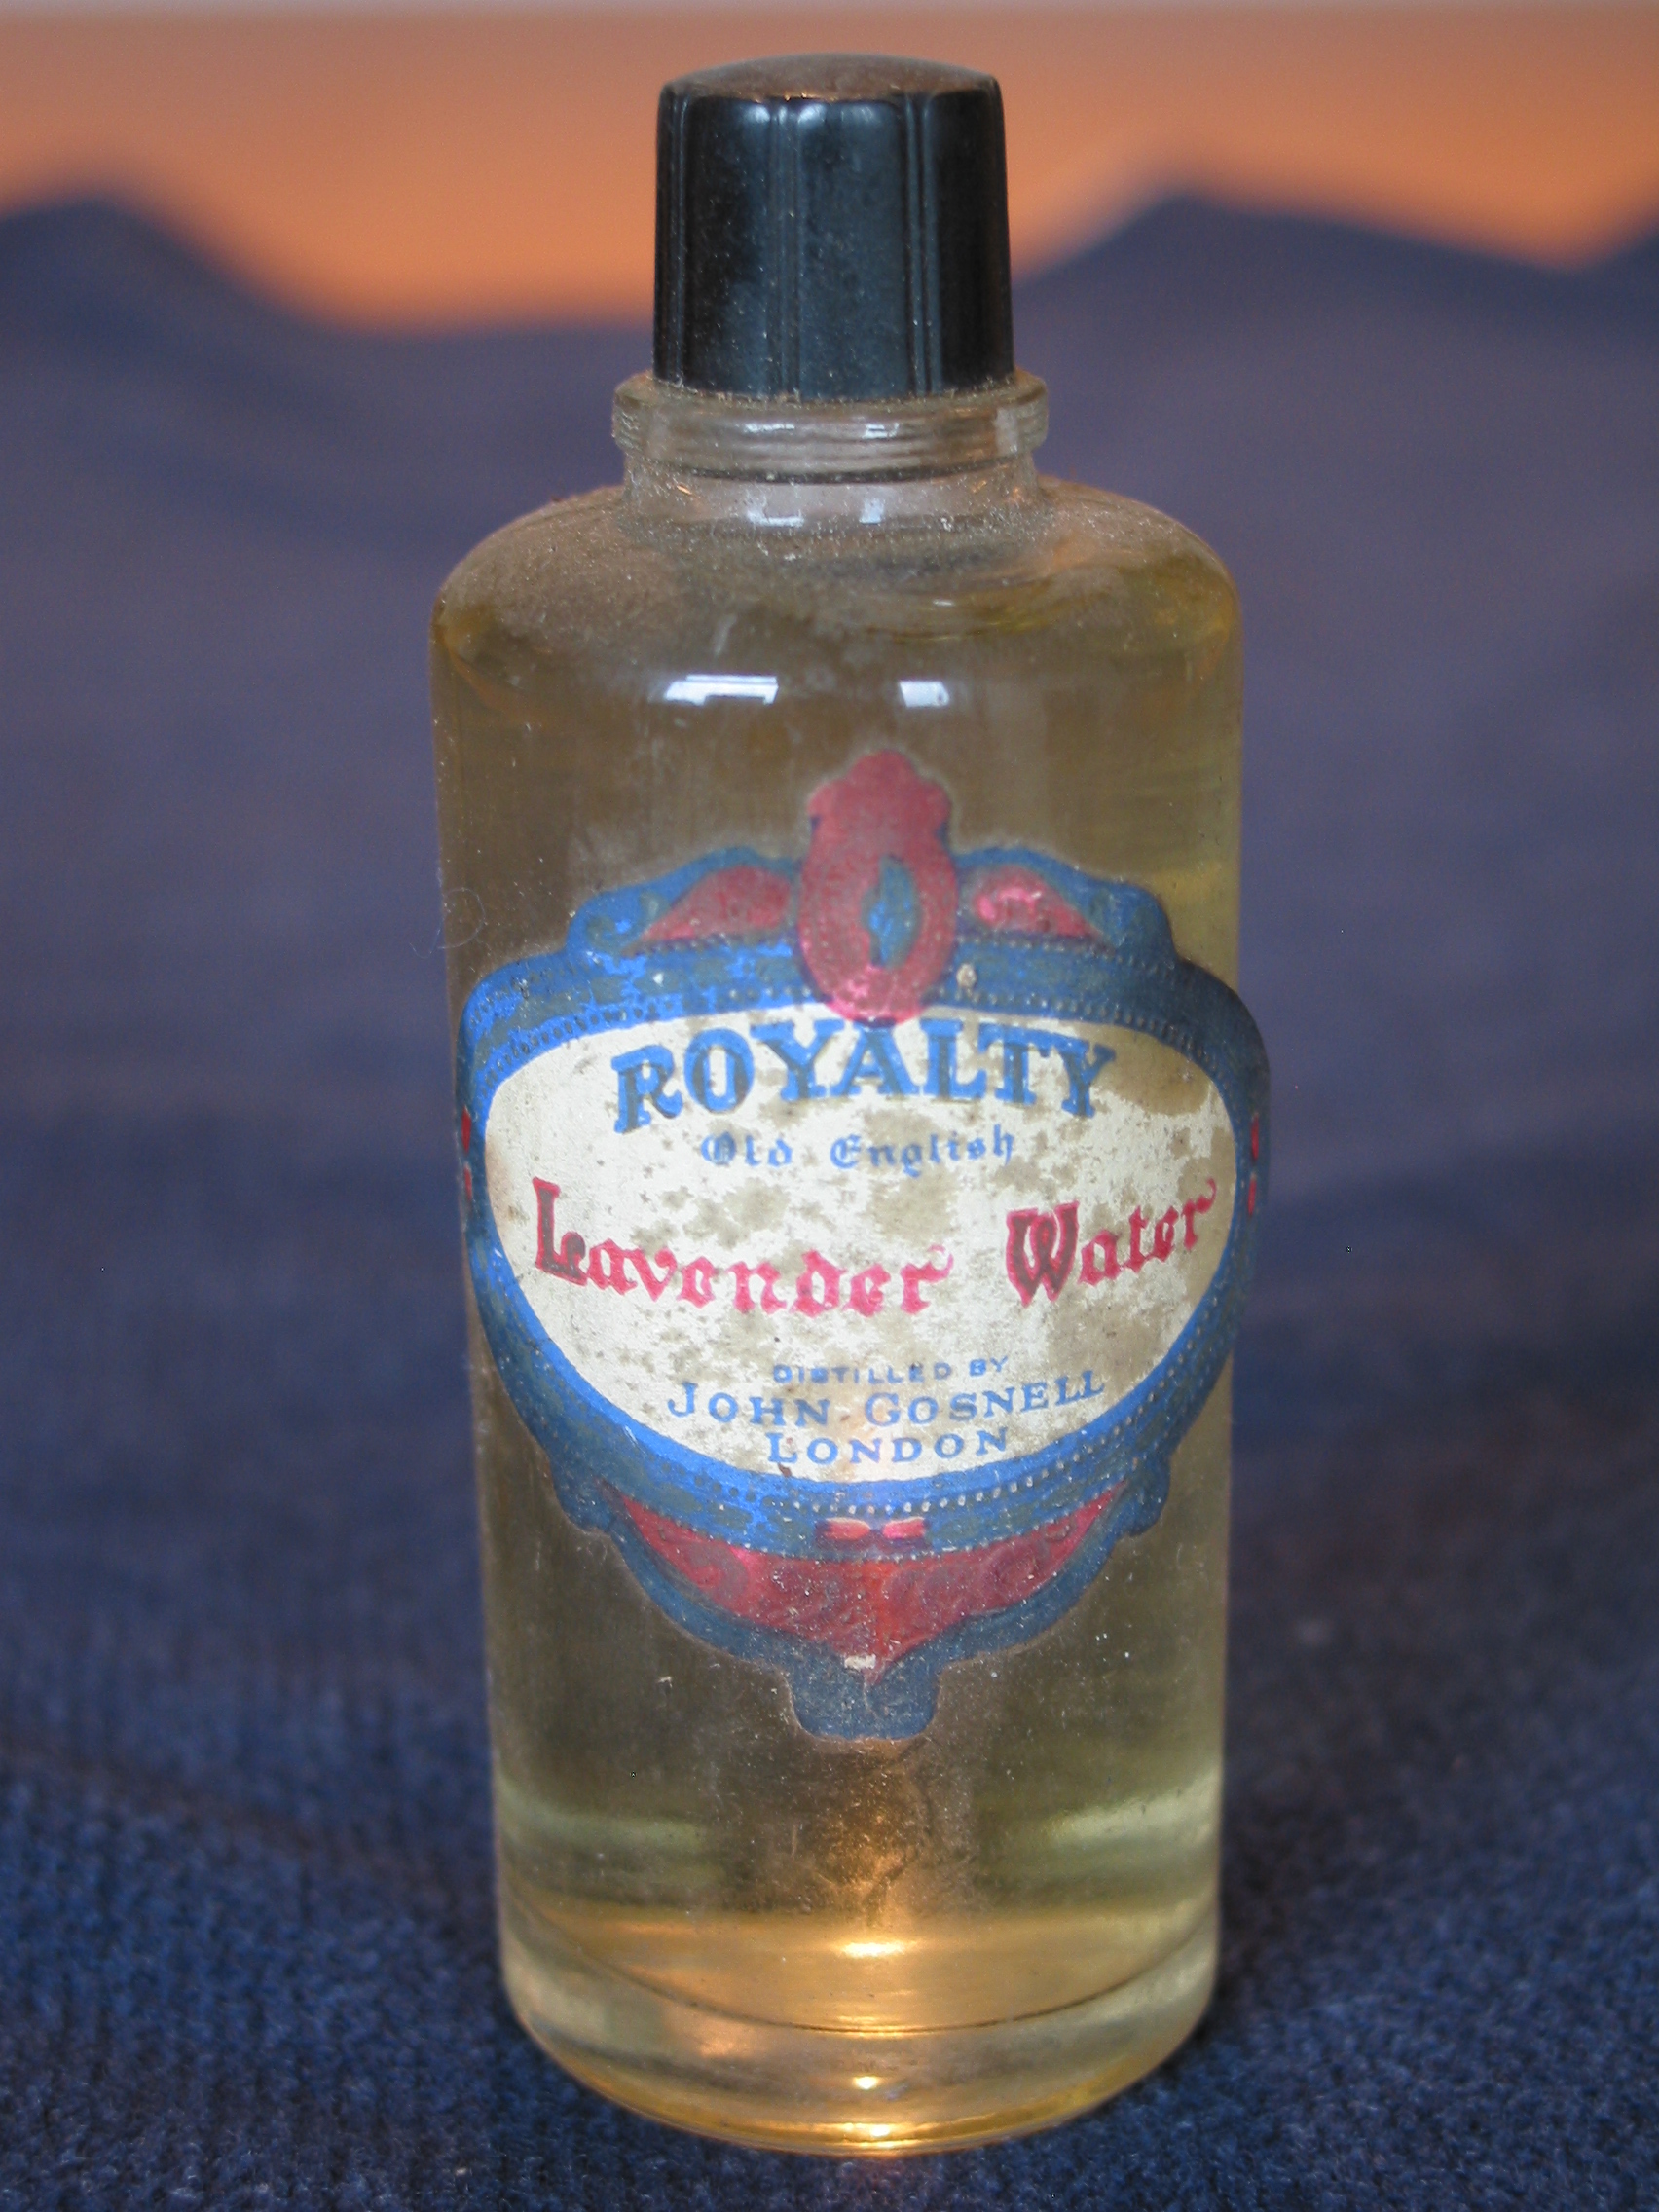 ROYALTY
Old English
Lavender Water
DISTILLED BY
JOHN GOSNELL
LONDON